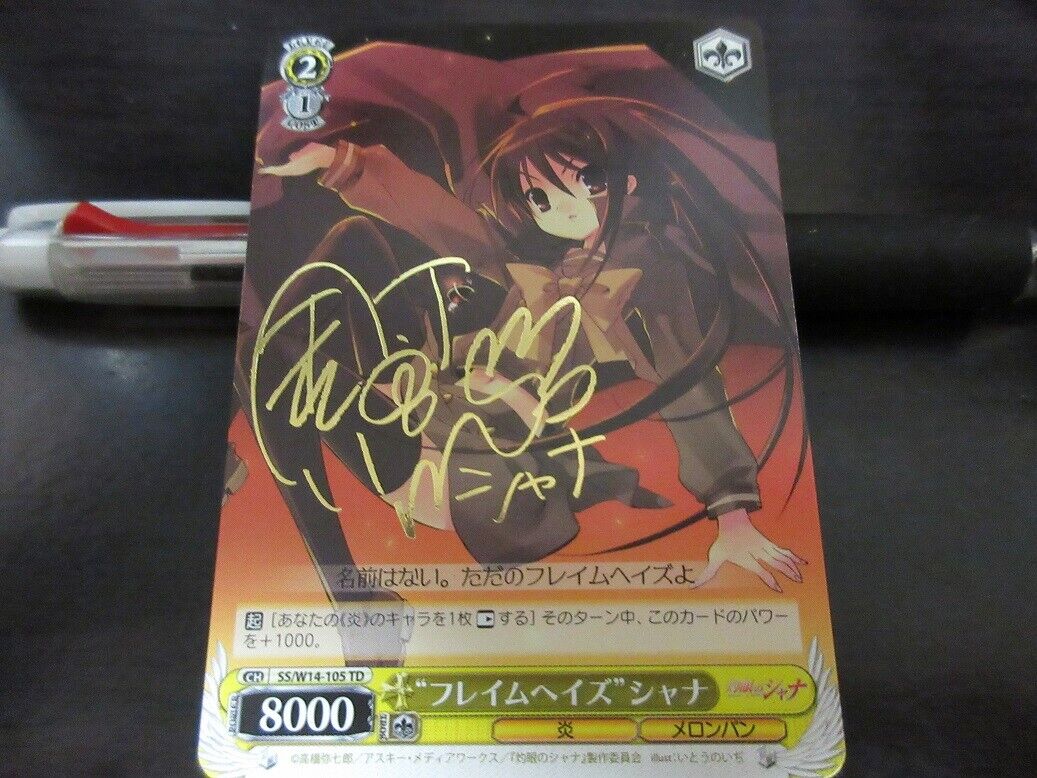 LEVEL
2
1
COST
シャナ
名前はない。ただのフレイムヘイズよ
起 [あなたの《炎》のキャラを1枚 する] そのターン中、このカードのパワー
を+1000。
CH SS/W14-105 TD
POWER 8000 SOUL
“フレイムヘイズ”シャナ 灼眼のシャナ
炎 メロンパン
©高橋弥七郎/アスキー・メディアワークス/『灼眼のシャナ』製作委員会 illust:いとうのいぢ